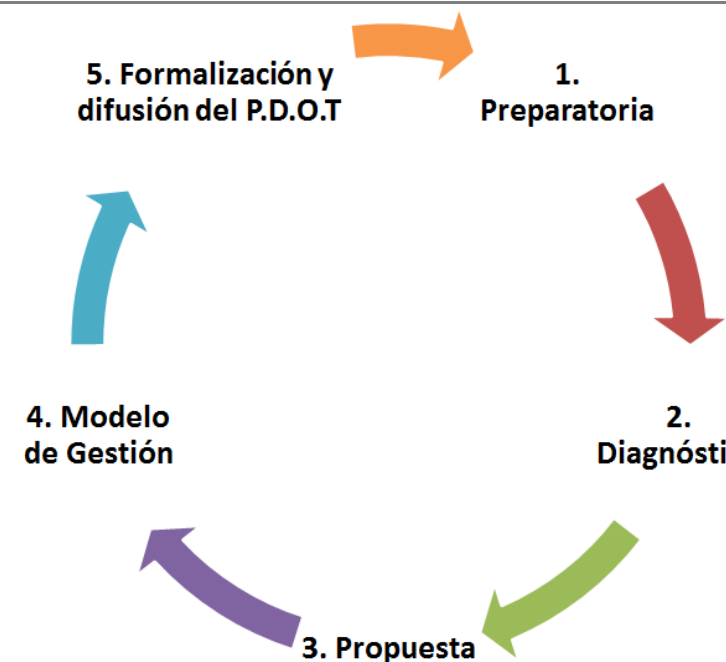 1.
Preparatoria
2.
Diagnósti
3. Propuesta
4. Modelo
de Gestión
5. Formalización y
difusión del P.D.O.T